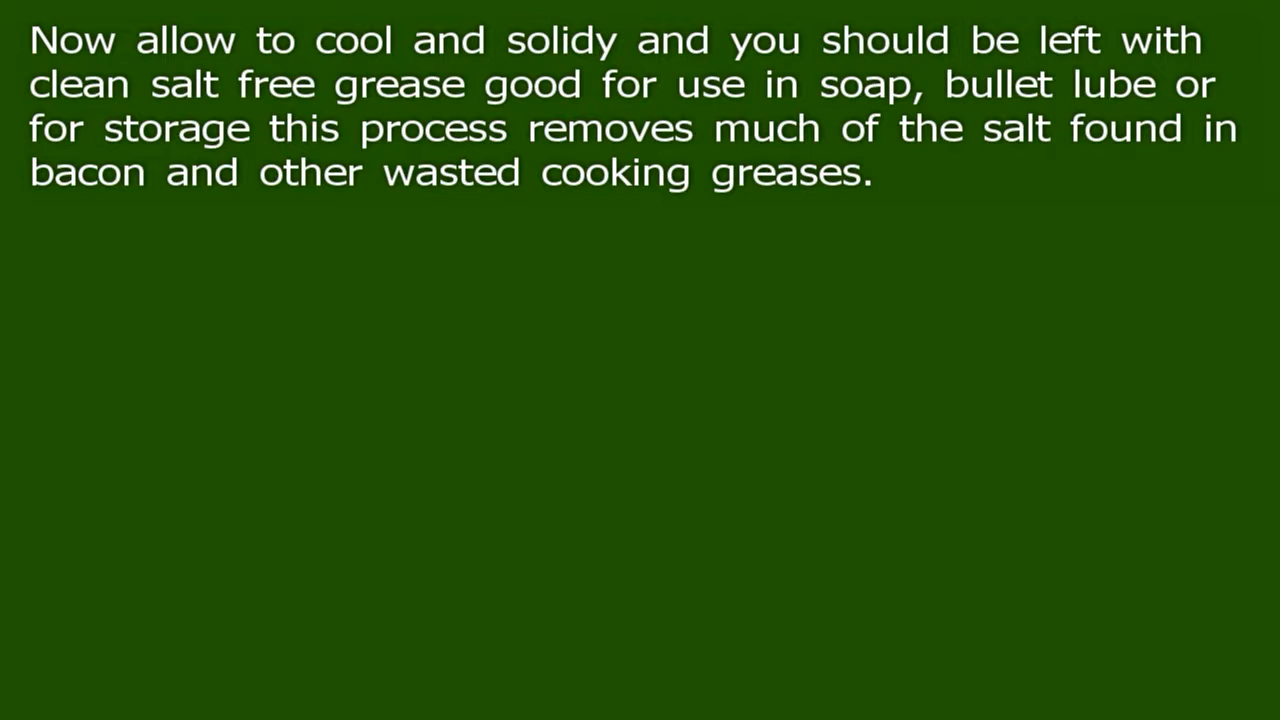 Now allow to cool and solidy and you should be left with
clean salt free grease good for use in soap, bullet lube or
for storage this process removes much of the salt found in
bacon and other wasted cooking greases.